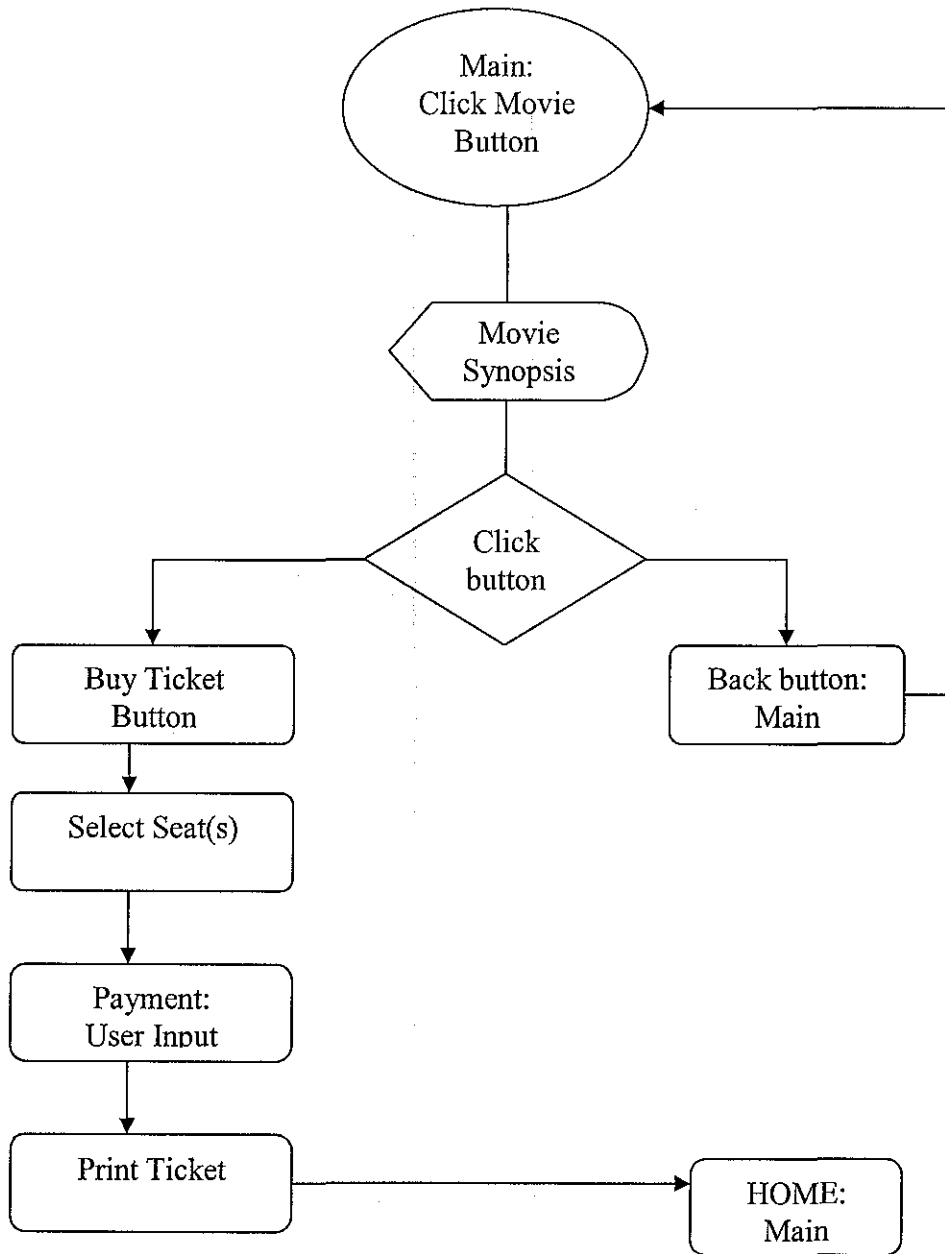 Main:
Click Movie
Button
Movie
Synopsis
Click
button
Buy Ticket
Button
Back button:
Main
Select Seat(s)
Payment:
User Input
Print Ticket
HOME:
Main